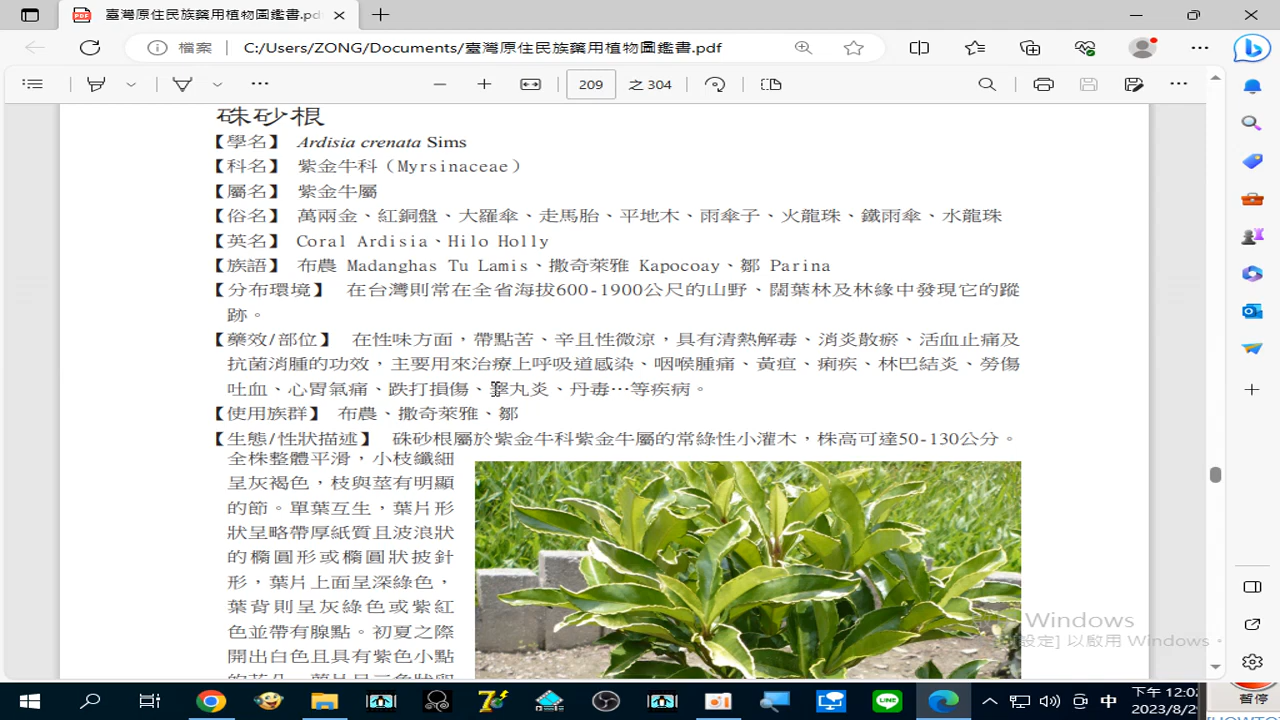 臺灣原住民族藥用植物圖鑑書.pdf
檔案 C:/Users/ZONG/Documents/臺灣原住民族藥用植物圖鑑書.pdf
209 之 304
硃砂根
【學名】 Ardisia crenata Sims
【科名】 紫金牛科（Myrsinaceae）
【屬名】 紫金牛屬
【俗名】 萬兩金、紅銅盤、大羅傘、走馬胎、平地木、雨傘子、火龍珠、鐵雨傘、水龍珠
【英名】 Coral Ardisia、Hilo Holly
【族語】 布農 Madanghas Tu Lamis、撒奇萊雅 Kapocoay、鄒 Parina
【分布環境】 在台灣則常在全省海拔600-1900公尺的山野、闊葉林及林緣中發現它的蹤
跡。
【藥效/部位】 在性味方面，帶點苦、辛且性微涼，具有清熱解毒、消炎散瘀、活血止痛及
抗菌消腫的功效，主要用來治療上呼吸道感染、咽喉腫痛、黃疸、痢疾、林巴結炎、勞傷
吐血、心胃氣痛、跌打損傷、睪丸炎、丹毒…等疾病。
【使用族群】 布農、撒奇萊雅、鄒
【生態/性狀描述】 硃砂根屬於紫金牛科紫金牛屬的常綠性小灌木，株高可達50-130公分。
全株整體平滑，小枝纖細
呈灰褐色，枝與莖有明顯
的節。單葉互生，葉片形
狀呈略帶厚紙質且波浪狀
的橢圓形或橢圓狀披針
形，葉片上面呈深綠色，
葉背則呈灰綠色或紫紅
色並帶有腺點。初夏之際
開出白色且具有紫色小點
Windows
[設定] 以啟用 Windows。
中
下午 12:02
2023/8/2
暫停